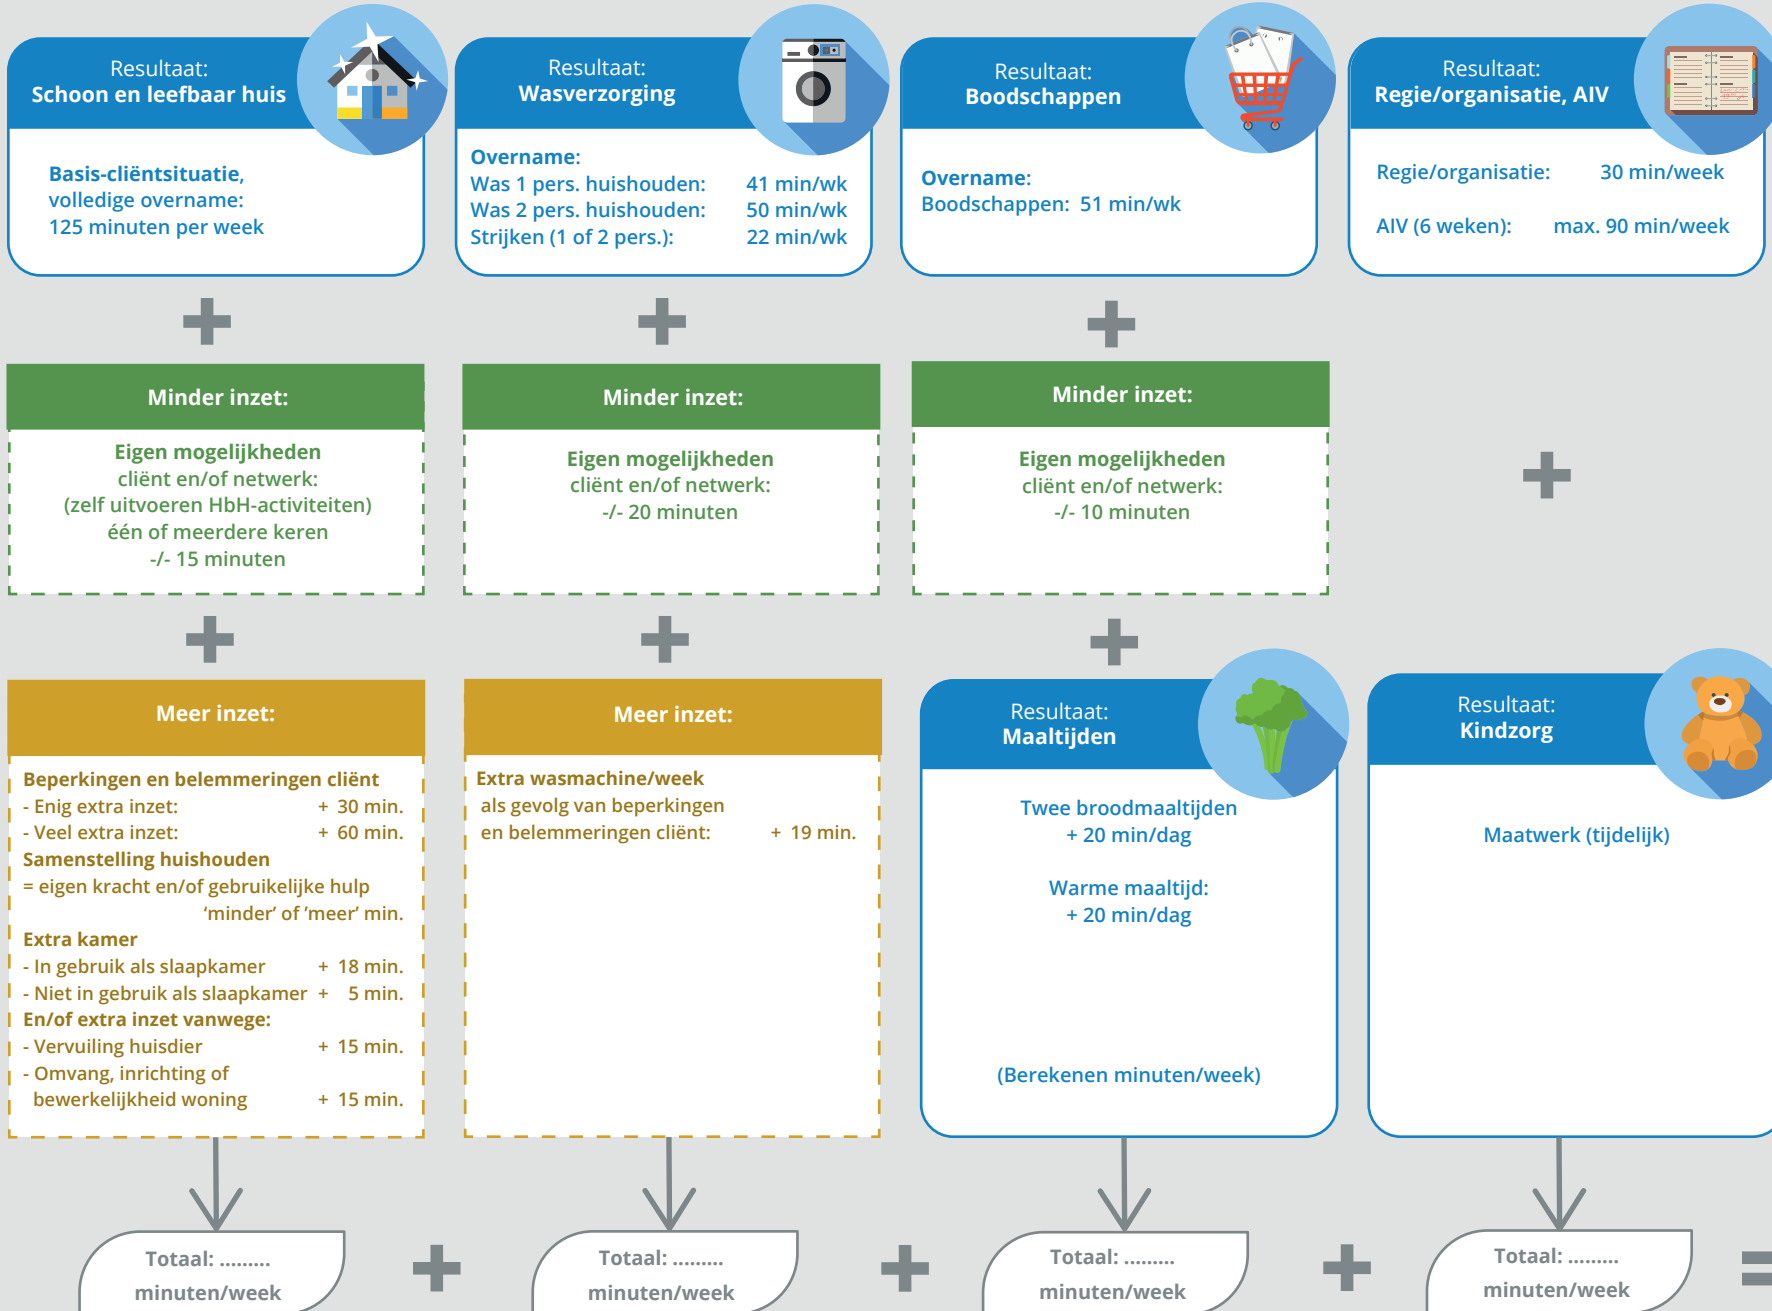 Resultaat:
Schoon en leefbaar huis
Basis-cliëntsituatie,
volledige overname:
125 minuten per week
Resultaat:
Wasverzorging
Overname:
Was 1 pers. huishouden: 41 min/wk
Was 2 pers. huishouden: 50 min/wk
Strijken (1 of 2 pers.): 22 min/wk
Resultaat:
Boodschappen
Overname:
Boodschappen: 51 min/wk
Resultaat:
Regie/organisatie, AIV
Regie/organisatie: 30 min/week
AIV (6 weken): max. 90 min/week
+
+
+
Minder inzet:
Eigen mogelijkheden
cliënt en/of netwerk:
(zelf uitvoeren HbH-activiteiten)
één of meerdere keren
-/- 15 minuten
Minder inzet:
Eigen mogelijkheden
cliënt en/of netwerk:
-/- 20 minuten
Minder inzet:
Eigen mogelijkheden
cliënt en/of netwerk:
-/- 10 minuten
+
+
+
+
Meer inzet:
Beperkingen en belemmeringen cliënt
- Enig extra inzet: + 30 min.
- Veel extra inzet: + 60 min.
Samenstelling huishouden
= eigen kracht en/of gebruikelijke hulp
‘minder’ of ‘meer’ min.
Extra kamer
- In gebruik als slaapkamer + 18 min.
- Niet in gebruik als slaapkamer + 5 min.
En/of extra inzet vanwege:
- Vervuiling huisdier + 15 min.
- Omvang, inrichting of
bewerkelijkheid woning + 15 min.
Meer inzet:
Extra wasmachine/week
als gevolg van beperkingen
en belemmeringen cliënt: + 19 min.
Resultaat:
Maaltijden
Twee broodmaaltijden
+ 20 min/dag
Warme maaltijd:
+ 20 min/dag
(Berekenen minuten/week)
Resultaat:
Kindzorg
Maatwerk (tijdelijk)
Totaal: .........
minuten/week
+
Totaal: .........
minuten/week
+
Totaal: .........
minuten/week
+
Totaal: .........
minuten/week
=